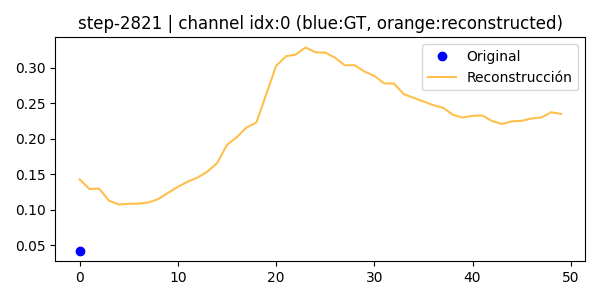 step-2821 | channel idx:0 (blue:GT, orange:reconstructed)
Original
Reconstrucción
0.30
0.25
0.20
0.15
0.10
0.05
0 10 20 30 40 50